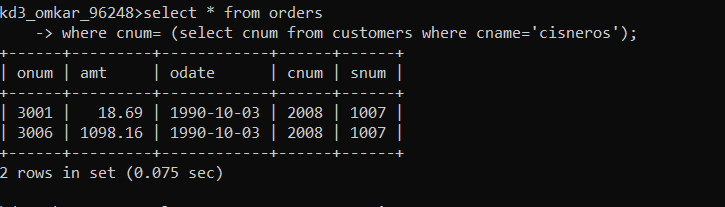 kd3_omkar_96248>select * from orders
    -> where cnum= (select cnum from customers where cname='cisneros');
+------+---------+------------+------+------+
| onum | amt     | odate      | cnum | snum |
+------+---------+------------+------+------+
| 3001 |   18.69 | 1990-10-03 | 2008 | 1007 |
| 3006 | 1098.16 | 1990-10-03 | 2008 | 1007 |
+------+---------+------------+------+------+
2 rows in set (0.075 sec)